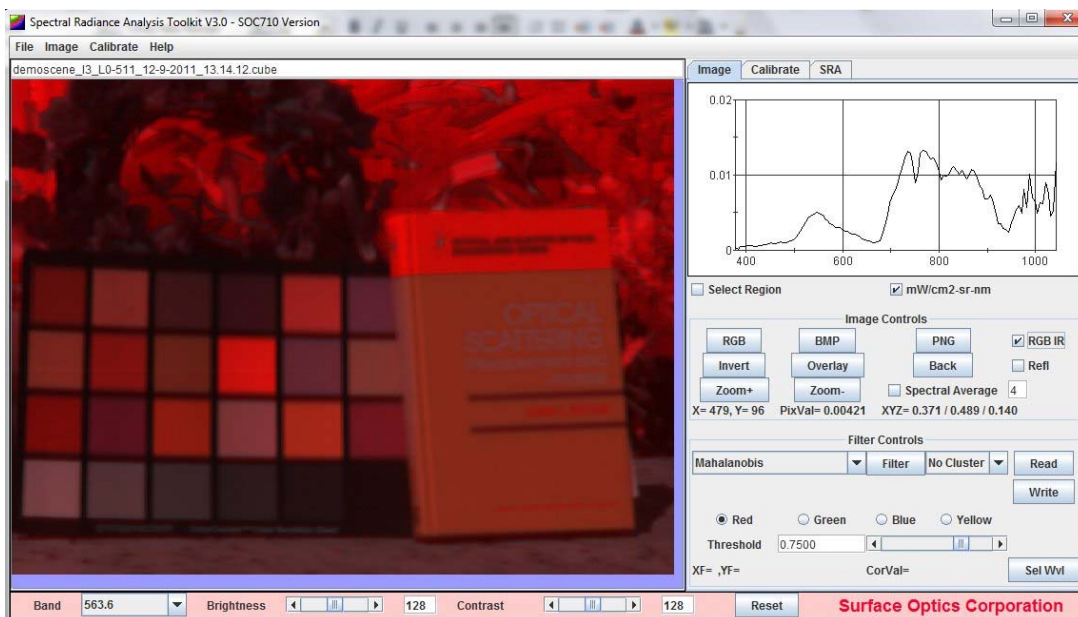 Spectral Radiance Analysis Toolkit V3.0 - SOC710 Version
File Image Calibrate Help
demoscene_I3_L0-511_12-9-2011_13.14.12.cube
OPTICAL
SCATTERING
Image Calibrate SRA
0.02
0.01
0
400 600 800 1000
Select Region mW/cm2-sr-nm
Image Controls
RGB BMP PNG RGB IR
Invert Overlay Back Refl
Zoom+ Zoom- Spectral Average 4
X= 479, Y= 96 PixVal= 0.00421 XYZ= 0.371 / 0.489 / 0.140
Filter Controls
Mahalanobis Filter No Cluster Read
Write
Red Green Blue Yellow
Threshold 0.7500
XF= ,YF= CorVal= Sel Wvl
Band 563.6 Brightness 128 Contrast 128 Reset Surface Optics Corporation